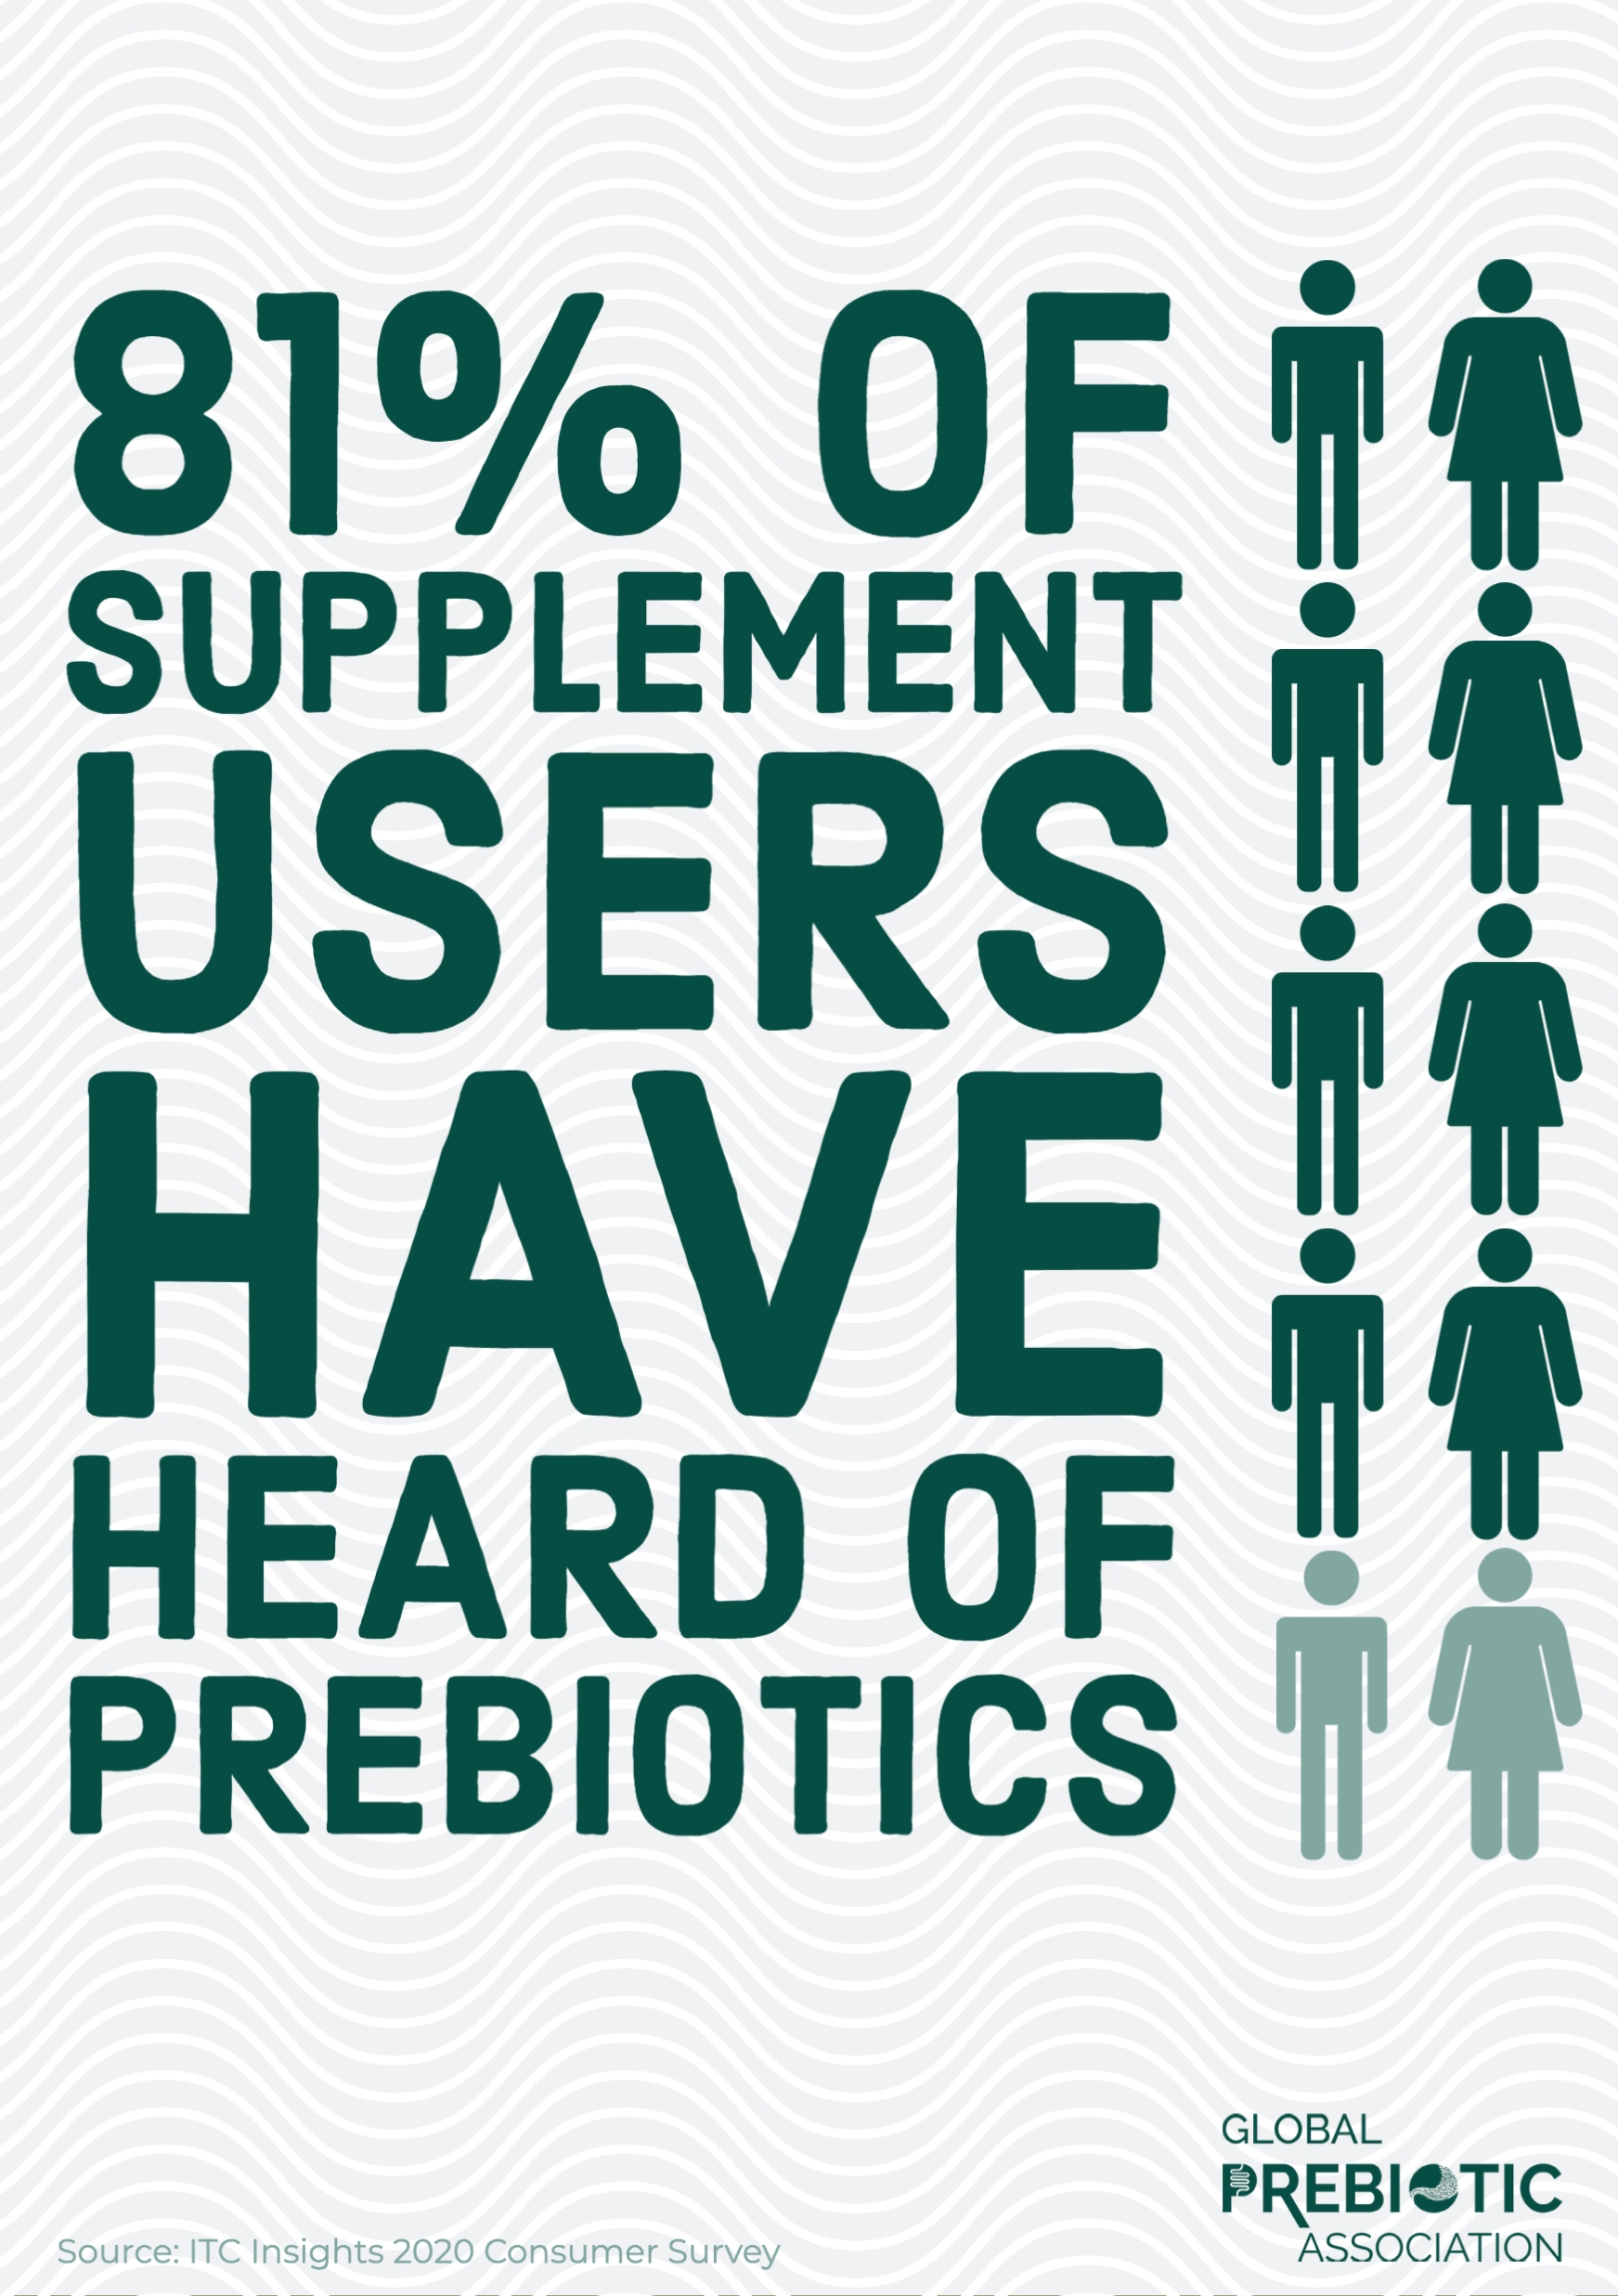 81% OF
SUPPLEMENT
USERS
HAVE
HEARD OF
PREBIOTICS
GLOBAL
PREBIOTIC
ASSOCIATION
Source: ITC Insights 2020 Consumer Survey